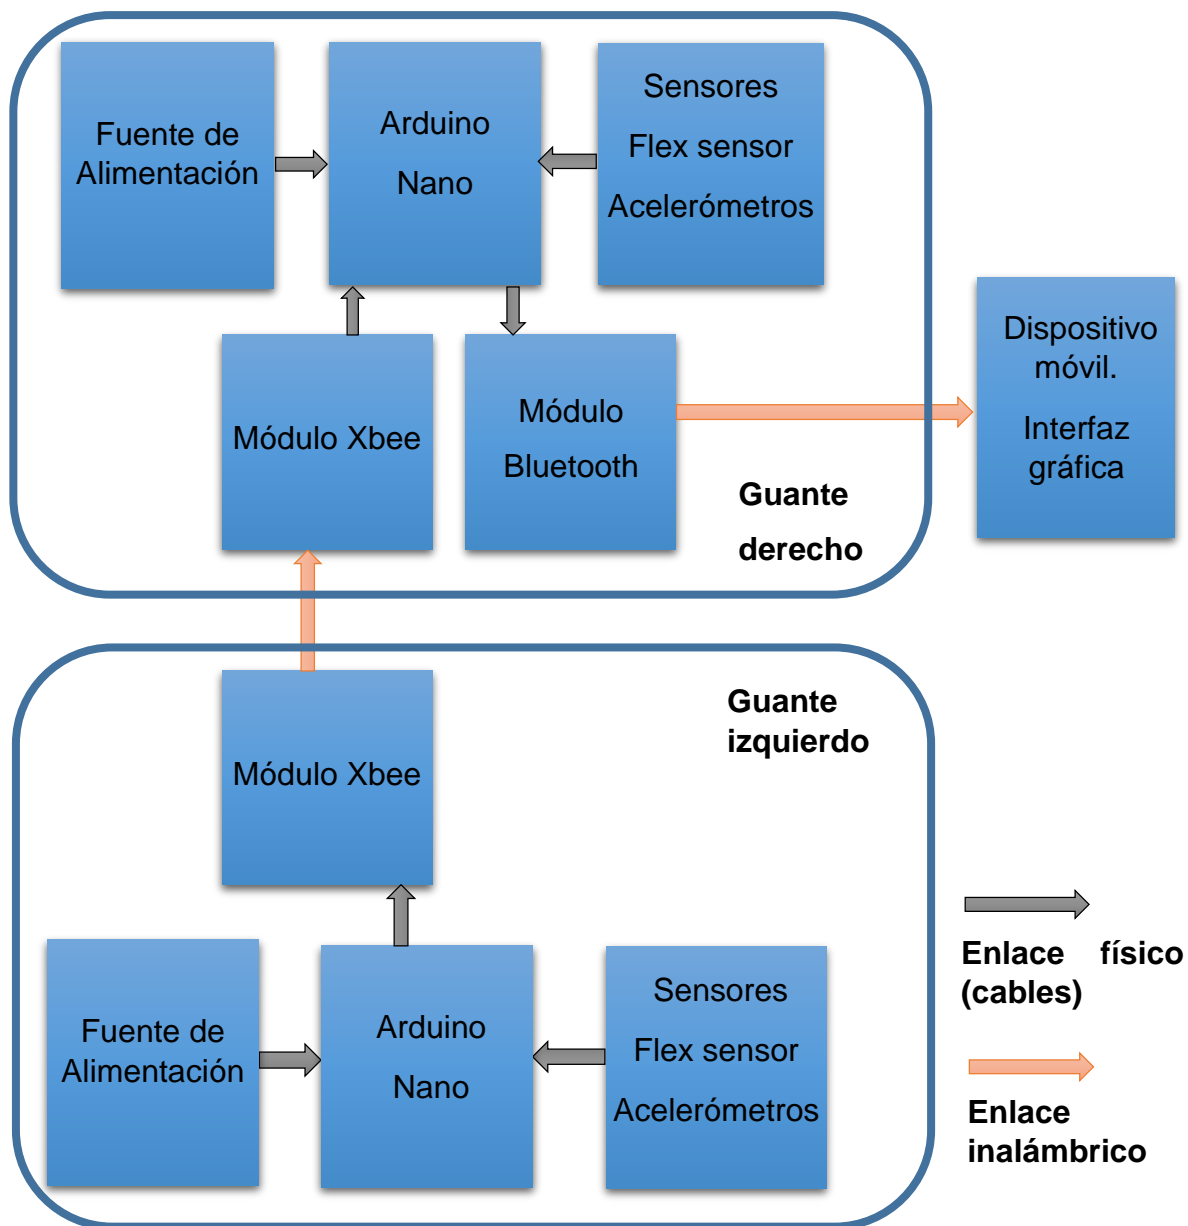 Fuente de
Alimentación
Arduino
Nano
Sensores
Flex sensor
Acelerómetros
Módulo Xbee
Módulo
Bluetooth
Guante
derecho
Dispositivo
móvil.
Interfaz
gráfica
Módulo Xbee
Guante
izquierdo
Fuente de
Alimentación
Arduino
Nano
Sensores
Flex sensor
Acelerómetros
Enlace físico
(cables)
Enlace
inalámbrico